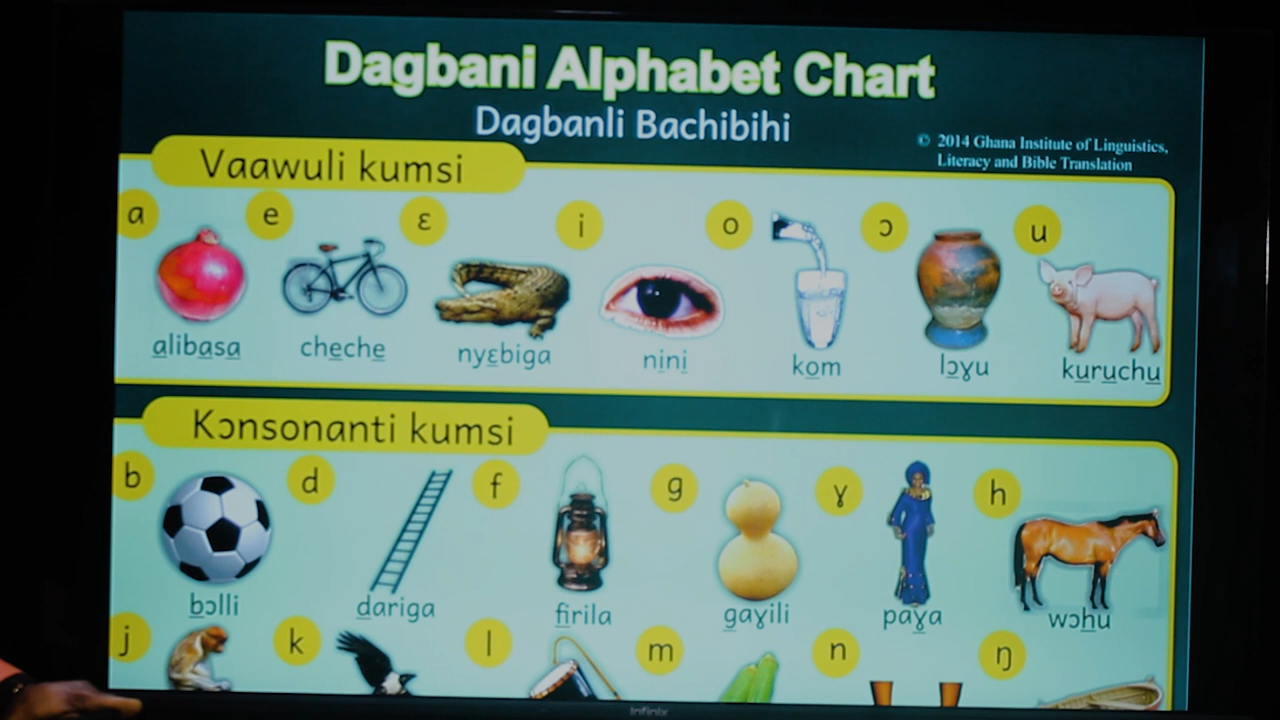 Dagbani Alphabet Chart
Dagbanli Bachibihi
© 2014 Ghana Institute of Linguistics,
Literacy and Bible Translation
Vaawuli kumsi
a e ɛ i o ɔ u
alibasa cheche nyɛbiga nini kom lɔɣu kuruchu
Kɔnsonanti kumsi
b d f g ɣ h
bɔlli dariga firila gaɣili paɣa wɔhu
j k l m n ŋ
Infinix